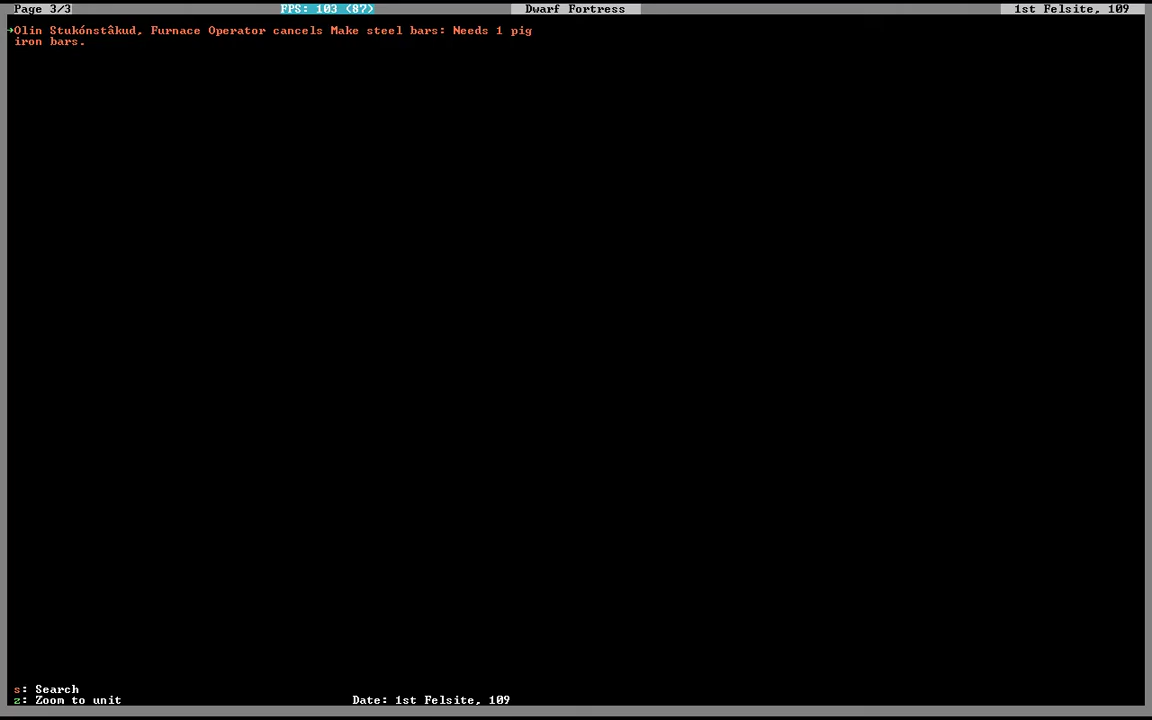 Page 3/3 FPS: 103 (87) Dwarf Fortress 1st Felsite, 109
→Olin Stukónstâkud, Furnace Operator cancels Make steel bars: Needs 1 pig
iron bars.
s: Search
z: Zoom to unit Date: 1st Felsite, 109